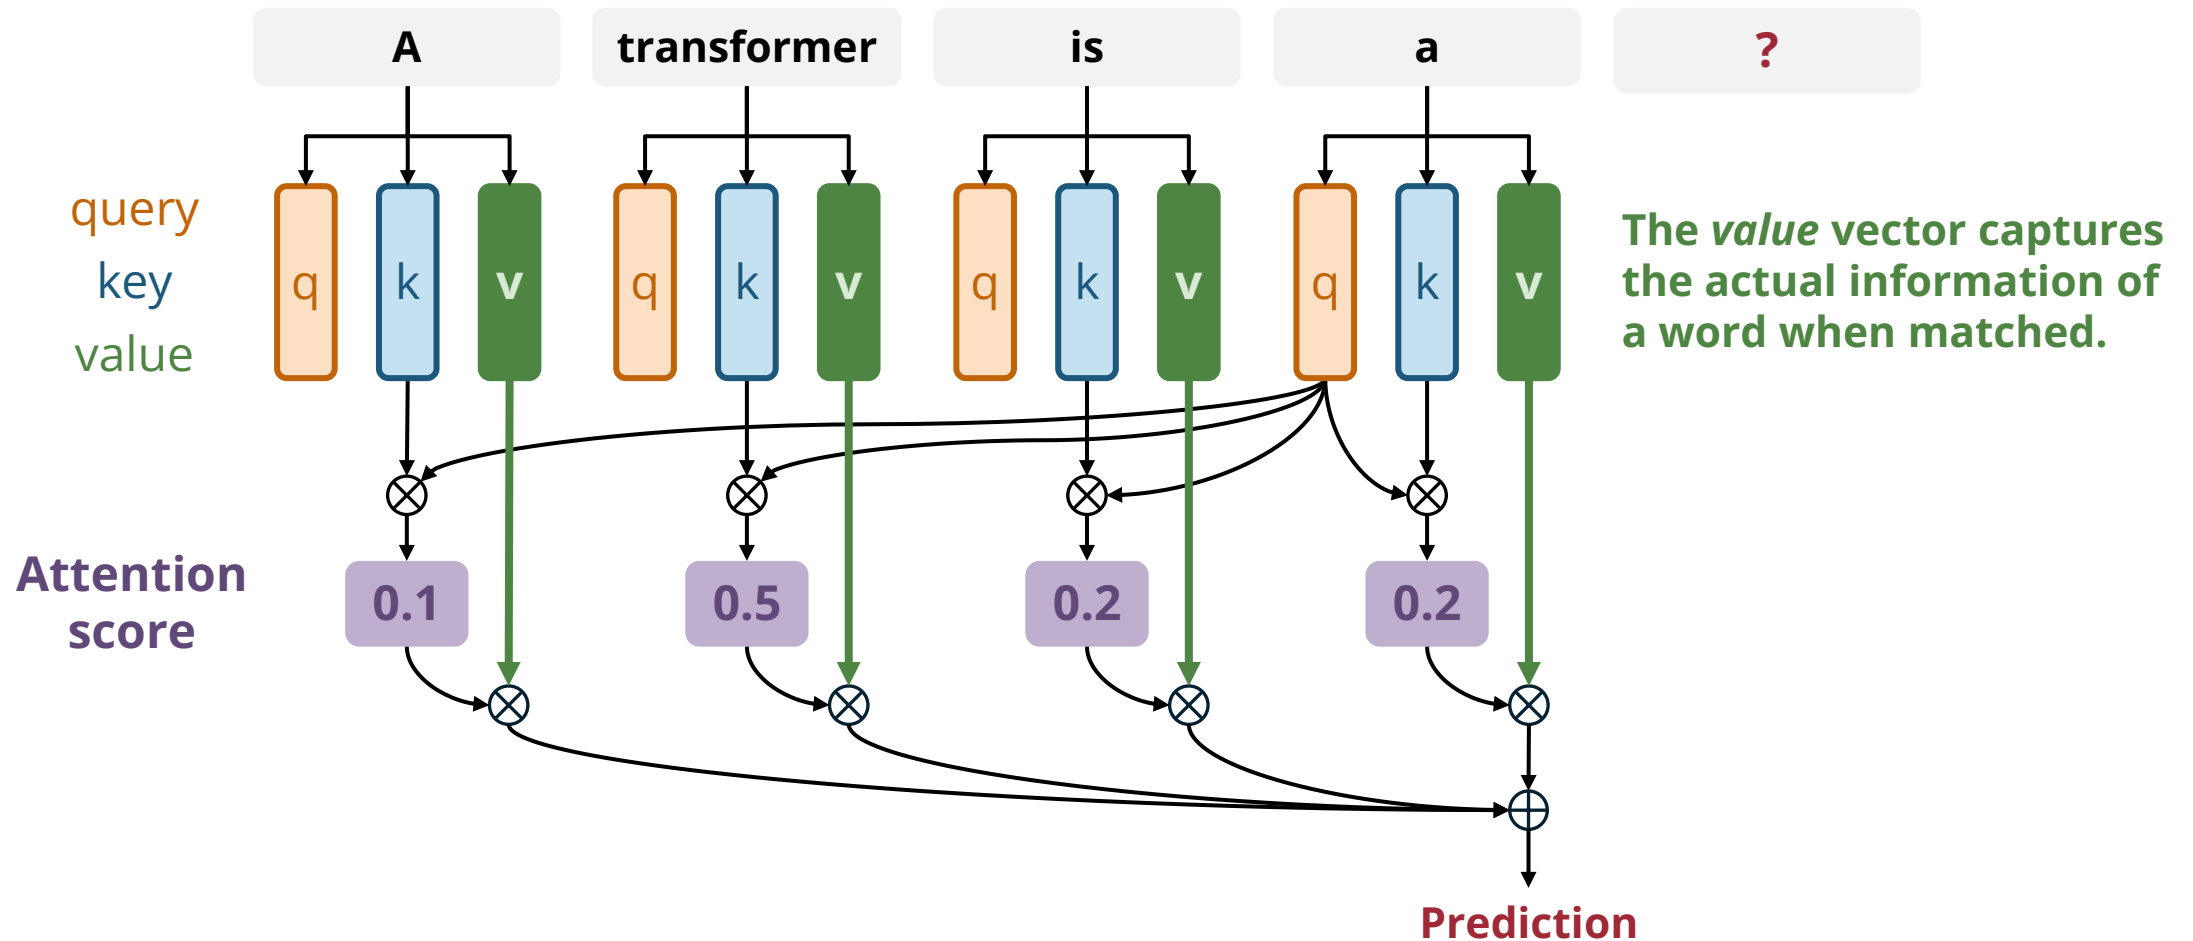 A transformer is a ?
query
key
value
q k v q k v q k v q k v
The value vector captures
the actual information of
a word when matched.
Attention
score
0.1 0.5 0.2 0.2
Prediction